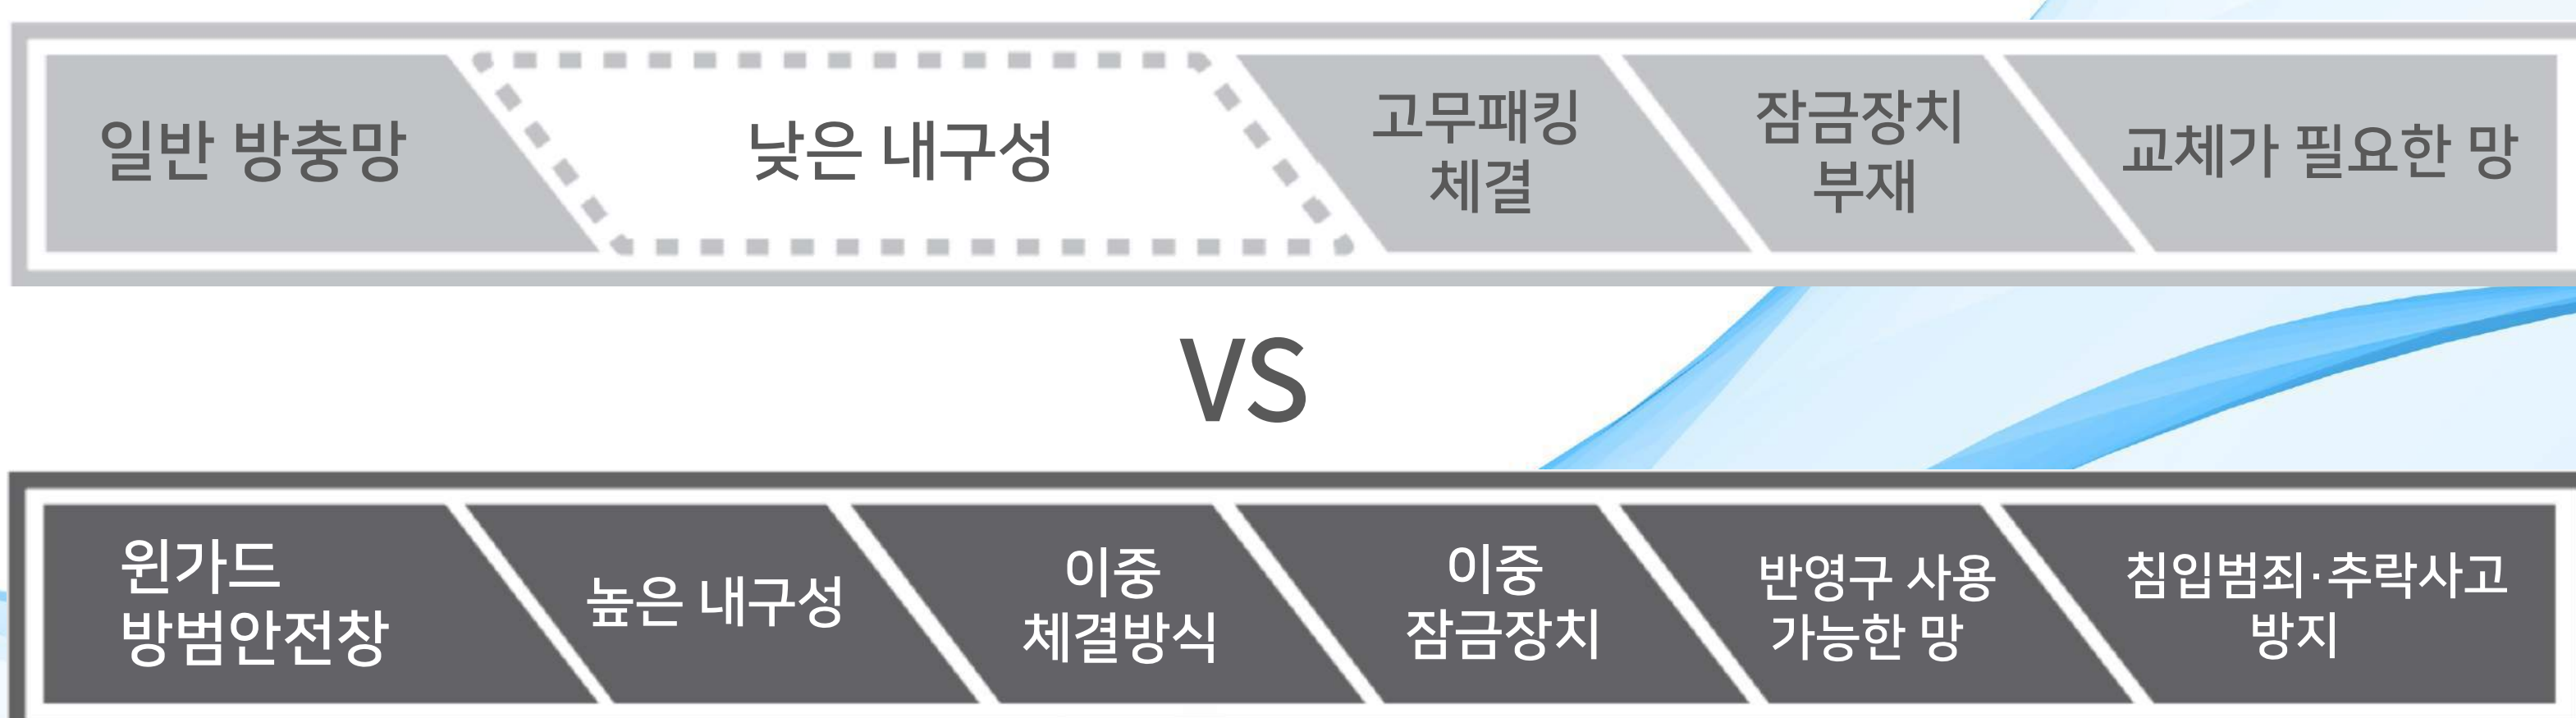 일반 방충망
낮은 내구성
고무패킹
체결
잠금장치
부재
교체가 필요한 망
VS
윈가드
방범안전창
높은 내구성
이중
체결방식
이중
잠금장치
반영구 사용
가능한 망
침입범죄·추락사고
방지